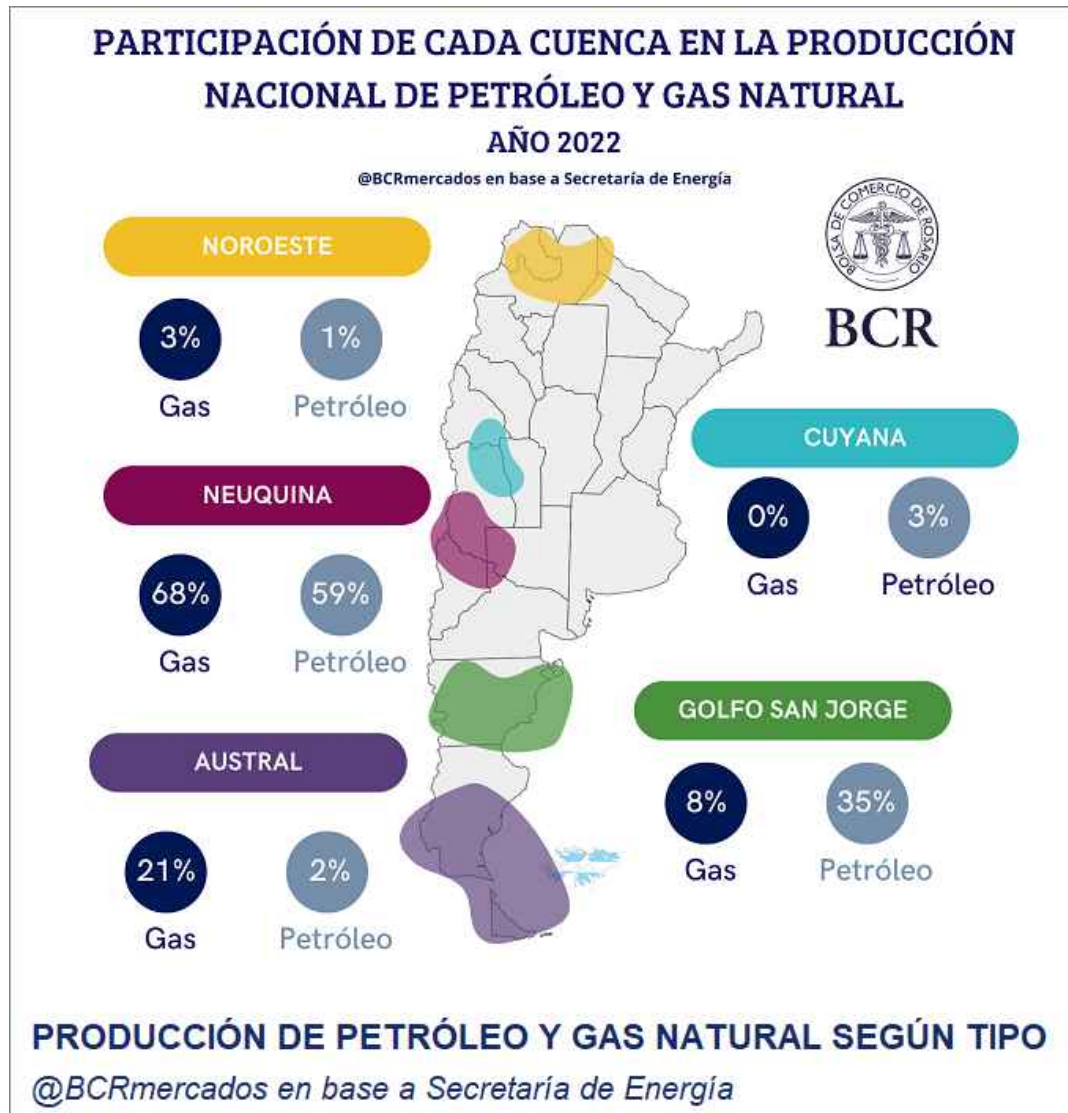 PARTICIPACIÓN DE CADA CUENCA EN LA PRODUCCIÓN
NACIONAL DE PETRÓLEO Y GAS NATURAL
AÑO 2022
@BCRmercados en base a Secretaría de Energía
BOLSA DE COMERCIO DE ROSARIO
BCR
NOROESTE
3%
1%
Gas
Petróleo
CUYANA
0%
3%
Gas
Petróleo
NEUQUINA
68%
59%
Gas
Petróleo
GOLFO SAN JORGE
8%
35%
Gas
Petróleo
AUSTRAL
21%
2%
Gas
Petróleo
PRODUCCIÓN DE PETRÓLEO Y GAS NATURAL SEGÚN TIPO
@BCRmercados en base a Secretaría de Energía